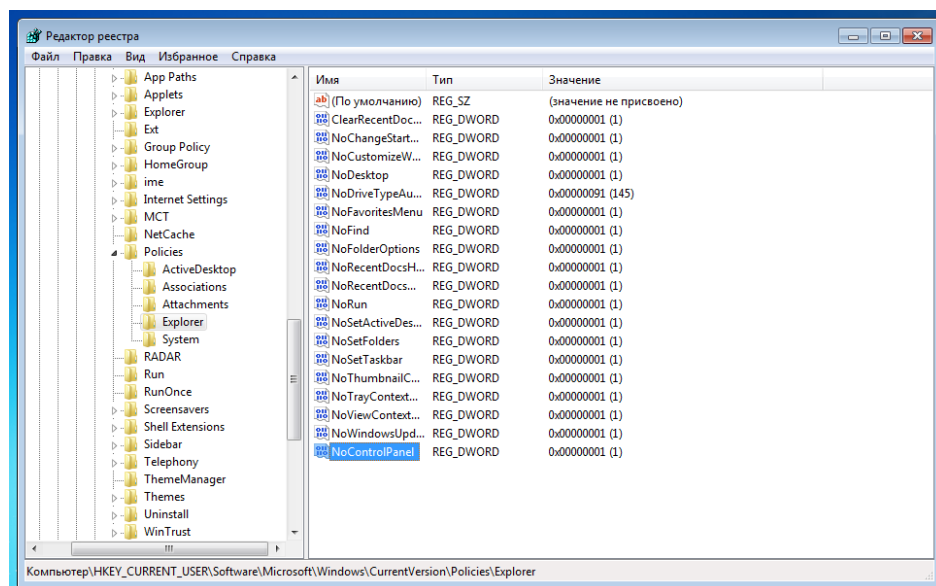 Редактор реестра
Файл Правка Вид Избранное Справка
App Paths
Applets
Explorer
Ext
Group Policy
HomeGroup
ime
Internet Settings
MCT
NetCache
Policies
ActiveDesktop
Associations
Attachments
Explorer
System
RADAR
Run
RunOnce
Screensavers
Shell Extensions
Sidebar
Telephony
ThemeManager
Themes
Uninstall
WinTrust
Имя Тип Значение
(По умолчанию) REG_SZ (значение не присвоено)
ClearRecentDoc... REG_DWORD 0x00000001 (1)
NoChangeStart... REG_DWORD 0x00000001 (1)
NoCustomizeW... REG_DWORD 0x00000001 (1)
NoDesktop REG_DWORD 0x00000001 (1)
NoDriveTypeAu... REG_DWORD 0x00000091 (145)
NoFavoritesMenu REG_DWORD 0x00000001 (1)
NoFind REG_DWORD 0x00000001 (1)
NoFolderOptions REG_DWORD 0x00000001 (1)
NoRecentDocsH... REG_DWORD 0x00000001 (1)
NoRecentDocs... REG_DWORD 0x00000001 (1)
NoRun REG_DWORD 0x00000001 (1)
NoSetActiveDes... REG_DWORD 0x00000001 (1)
NoSetFolders REG_DWORD 0x00000001 (1)
NoSetTaskbar REG_DWORD 0x00000001 (1)
NoThumbnailC... REG_DWORD 0x00000001 (1)
NoTrayContext... REG_DWORD 0x00000001 (1)
NoViewContext... REG_DWORD 0x00000001 (1)
NoWindowsUpd... REG_DWORD 0x00000001 (1)
NoControlPanel REG_DWORD 0x00000001 (1)
Компьютер\HKEY_CURRENT_USER\Software\Microsoft\Windows\CurrentVersion\Policies\Explorer